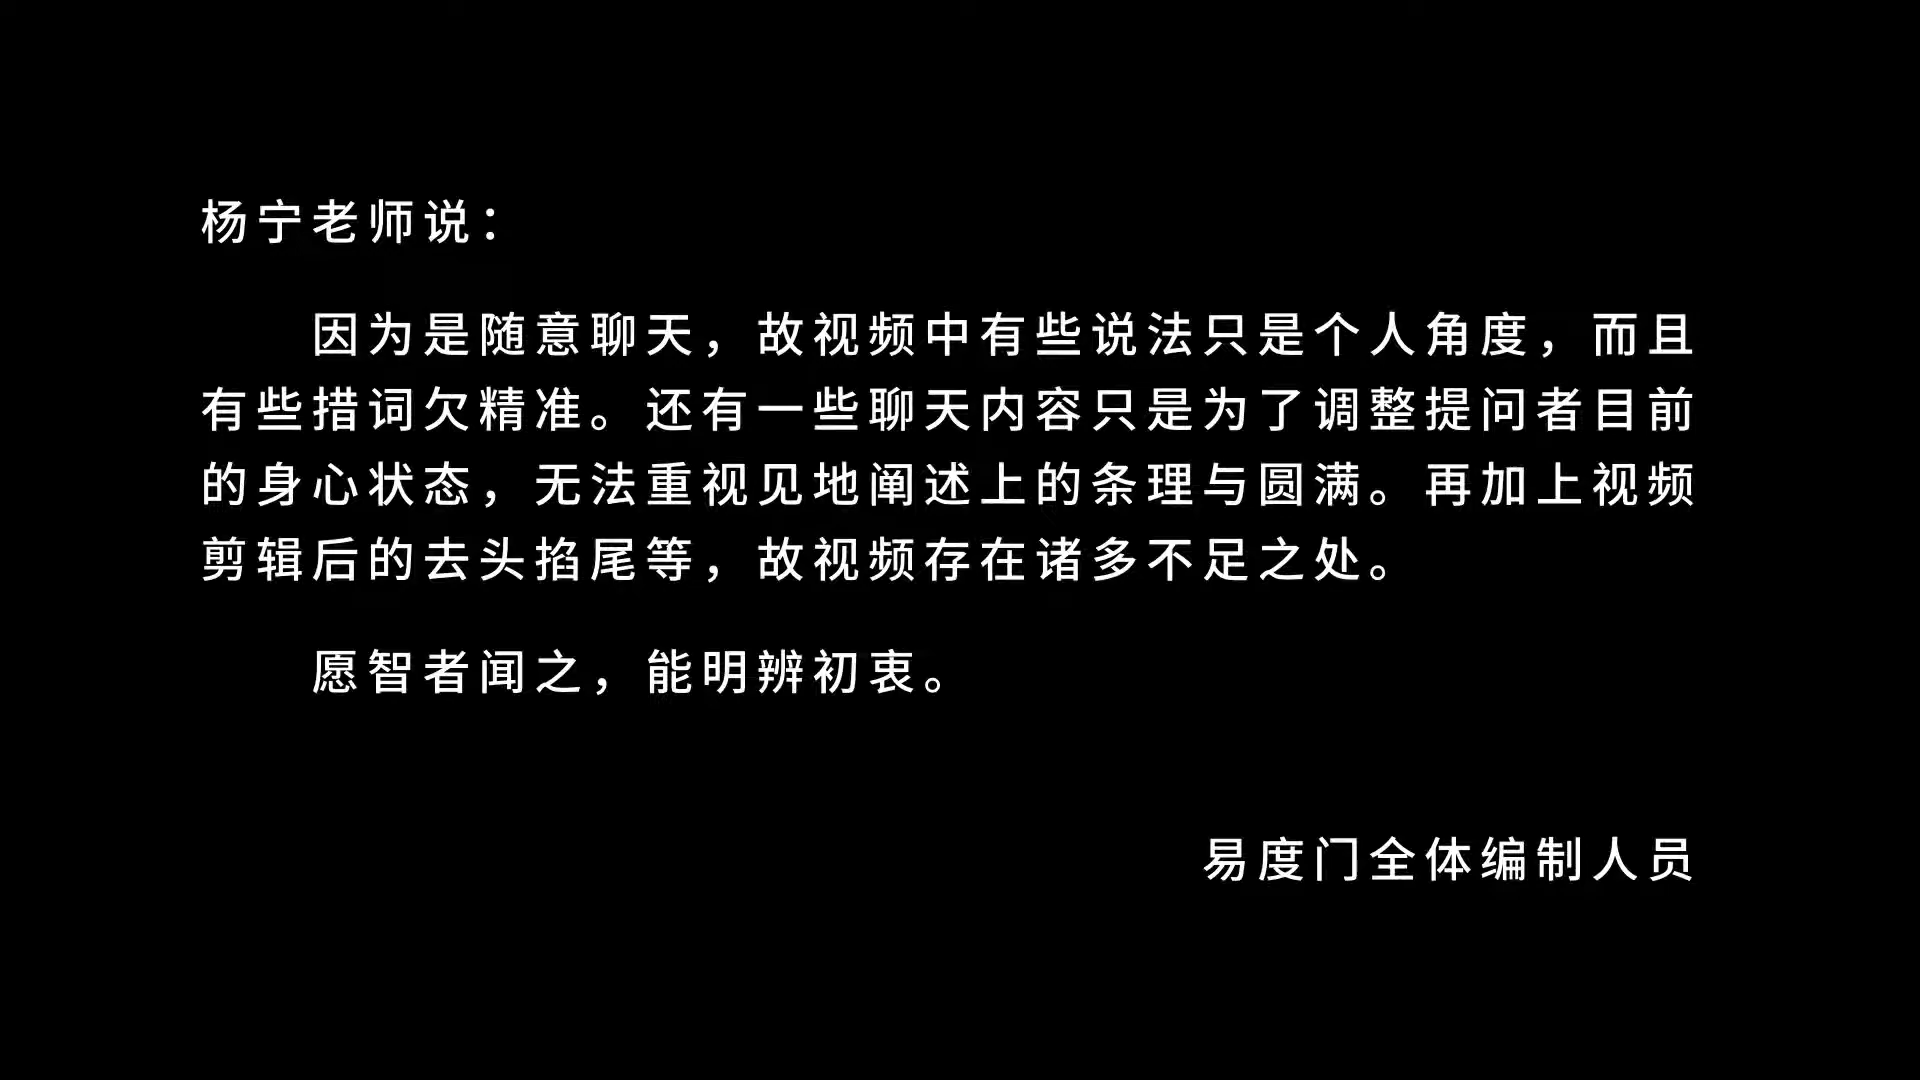 杨宁老师说：
因为是随意聊天，故视频中有些说法只是个人角度，而且
有些措词欠精准。还有一些聊天内容只是为了调整提问者目前
的身心状态，无法重视见地阐述上的条理与圆满。再加上视频
剪辑后的去头掐尾等，故视频存在诸多不足之处。
愿智者闻之，能明辨初衷。
易度门全体编制人员